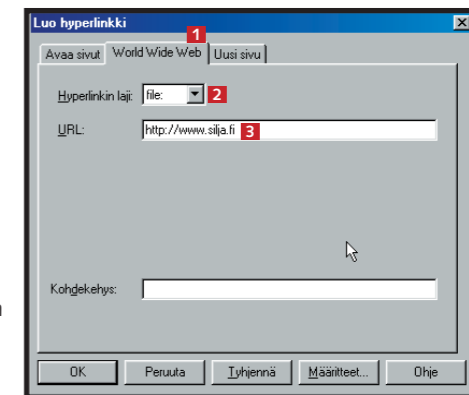 Luo hyperlinkki
1
Avaa sivut World Wide Web Uusi sivu
Hyperlinkin laji: file: 2
URL: http://www.silja.fi 3
Kohdekehys:
OK Peruuta Tyhjennä Määritteet... Ohje